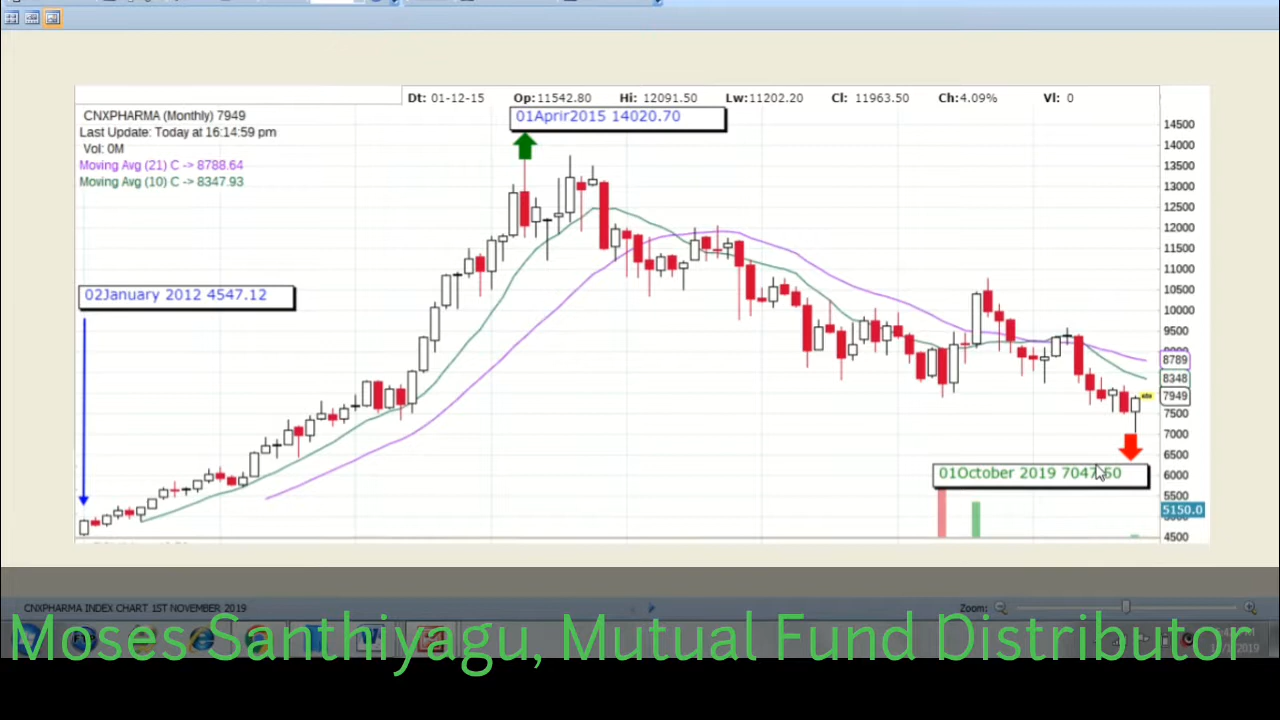 Dt: 01-12-15 Op:11542.80 Hi: 12091.50 Lw:11202.20 Cl: 11963.50 Ch:4.09% Vl: 0
CNXPHARMA (Monthly) 7949
Last Update: Today at 16:14:59 pm
Vol: 0M
Moving Avg (21) C -> 8788.64
Moving Avg (10) C -> 8347.93
01Aprir2015 14020.70
02January 2012 4547.12
01October 2019 7047.60
14500
14000
13500
13000
12500
12000
11500
11000
10500
10000
9500
8789
8348
7949
7500
7000
6500
6000
5500
5150.0
4500
CNXPHARMA INDEX CHART 1ST NOVEMBER 2019
Zoom:
Moses Santhiyagu, Mutual Fund Distributor